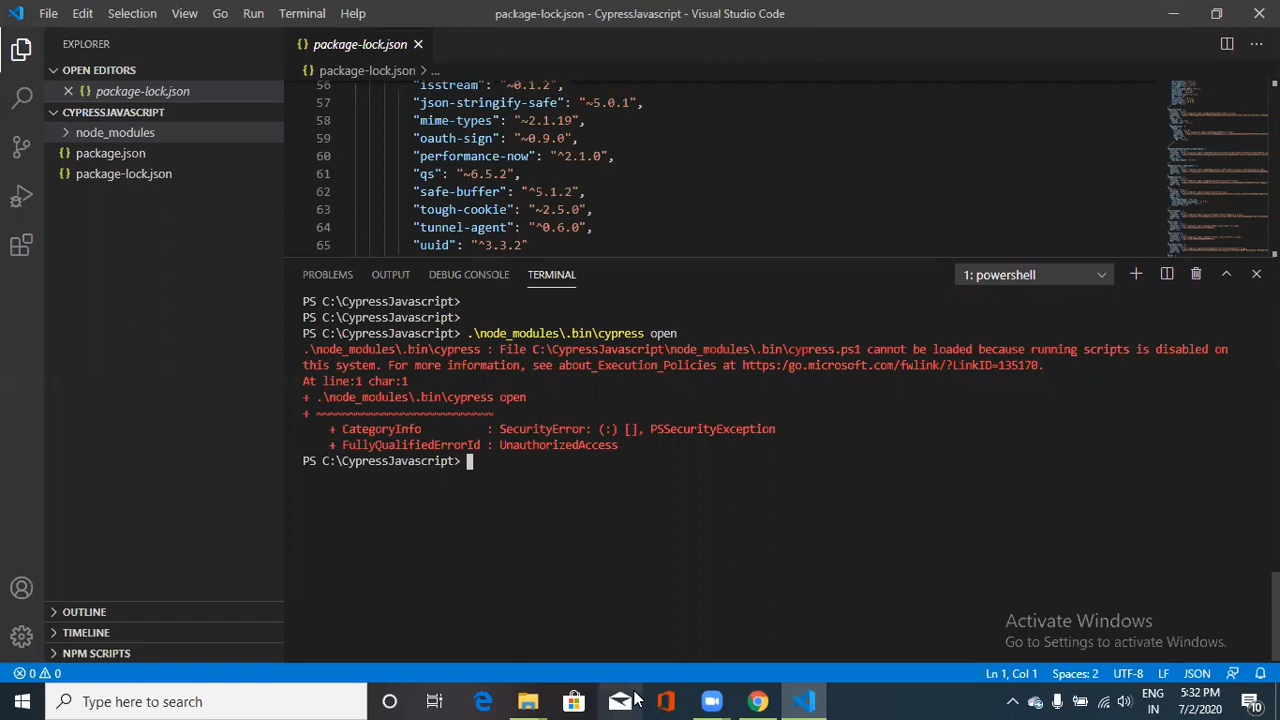 File Edit Selection View Go Run Terminal Help
package-lock.json - CypressJavascript - Visual Studio Code
EXPLORER
OPEN EDITORS
package-lock.json
CYPRESSJAVASCRIPT
node_modules
package.json
package-lock.json
OUTLINE
TIMELINE
NPM SCRIPTS
{} package-lock.json
{} package-lock.json > ...
56 "isstream": "~0.1.2",
57 "json-stringify-safe": "~5.0.1",
58 "mime-types": "~2.1.19",
59 "oauth-sign": "~0.9.0",
60 "performance-now": "^2.1.0",
61 "qs": "~6.5.2",
62 "safe-buffer": "^5.1.2",
63 "tough-cookie": "~2.5.0",
64 "tunnel-agent": "^0.6.0",
65 "uuid": "^3.3.2"
PROBLEMS OUTPUT DEBUG CONSOLE TERMINAL
1: powershell
PS C:\CypressJavascript>
PS C:\CypressJavascript>
PS C:\CypressJavascript> .\node_modules\.bin\cypress open
.\node_modules\.bin\cypress : File C:\CypressJavascript\node_modules\.bin\cypress.ps1 cannot be loaded because running scripts is disabled on
this system. For more information, see about_Execution_Policies at https:/go.microsoft.com/fwlink/?LinkID=135170.
At line:1 char:1
+ .\node_modules\.bin\cypress open
+ ~~~~~~~~~~~~~~~~~~~~~~~~~~~
+ CategoryInfo : SecurityError: (:) [], PSSecurityException
+ FullyQualifiedErrorId : UnauthorizedAccess
PS C:\CypressJavascript>
Activate Windows
Go to Settings to activate Windows.
0 0
Ln 1, Col 1 Spaces: 2 UTF-8 LF JSON
Type here to search
ENG
IN
5:32 PM
7/2/2020
10